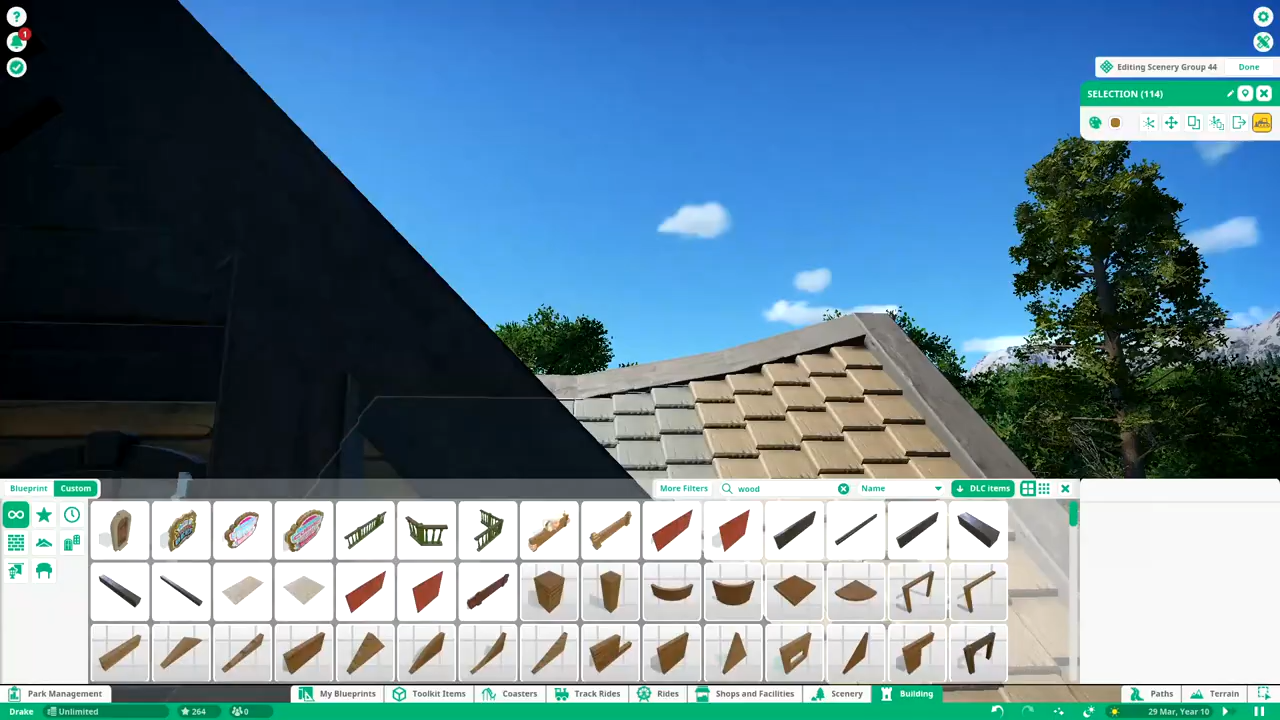 ?
1
Editing Scenery Group 44 Done
SELECTION (114)
Blueprint Custom
More Filters wood Name DLC items
Park Management My Blueprints Toolkit Items Coasters Track Rides Rides Shops and Facilities Scenery Building Paths Terrain
Drake Unlimited 264 0 29 Mar, Year 10